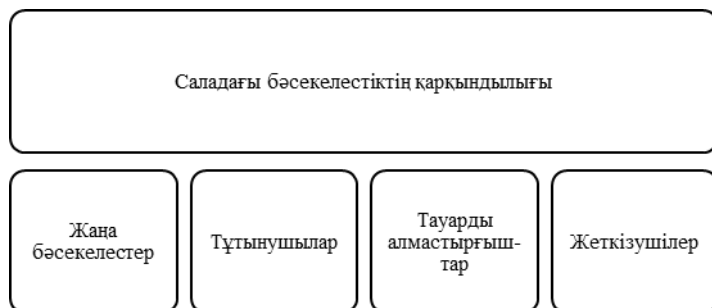 Саладағы бәсекелестіктің қарқындылығы
Жаңа
бәсекелестер
Тұтынушылар
Тауарды
алмастырғыш-
тар
Жеткізушілер